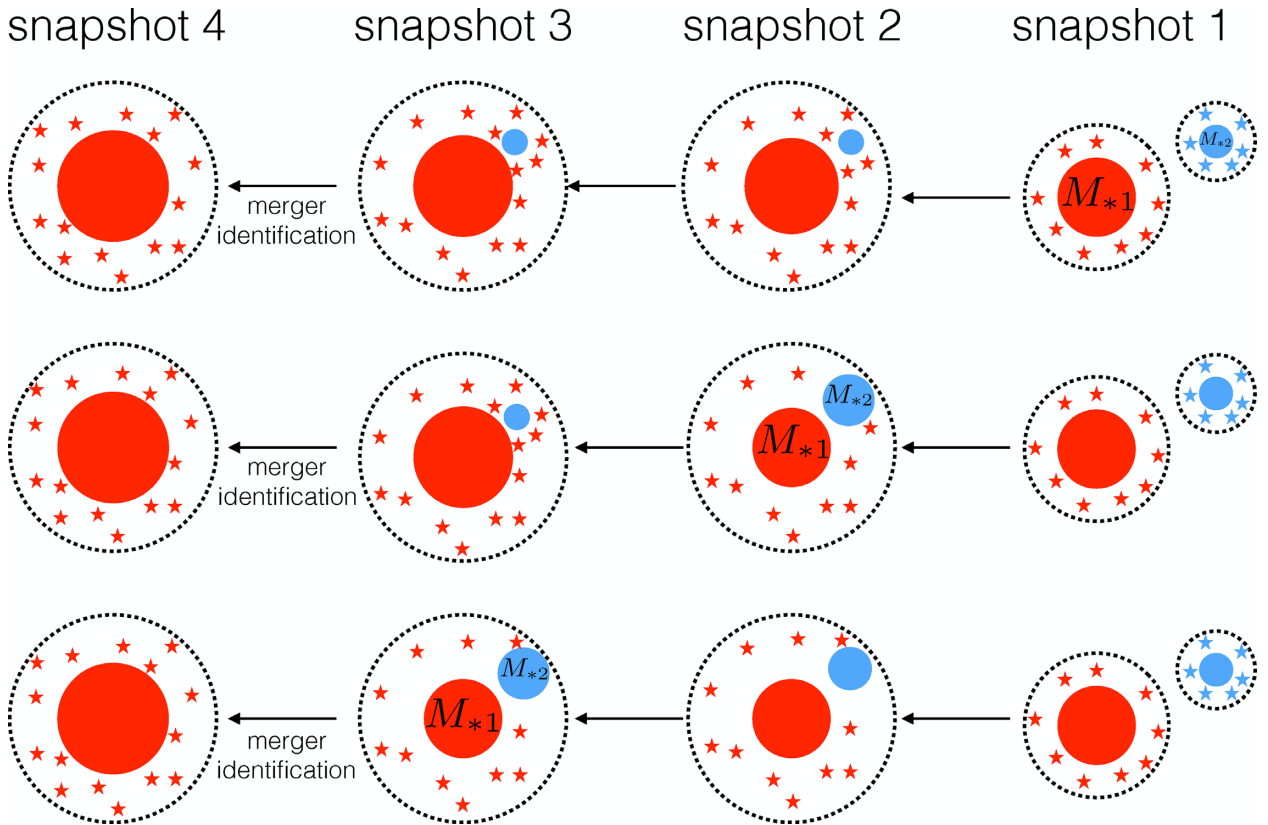 snapshot 4 snapshot 3 snapshot 2 snapshot 1
M*2
M*1
merger
identification
M*2
M*1
merger
identification
M*2
M*1
merger
identification